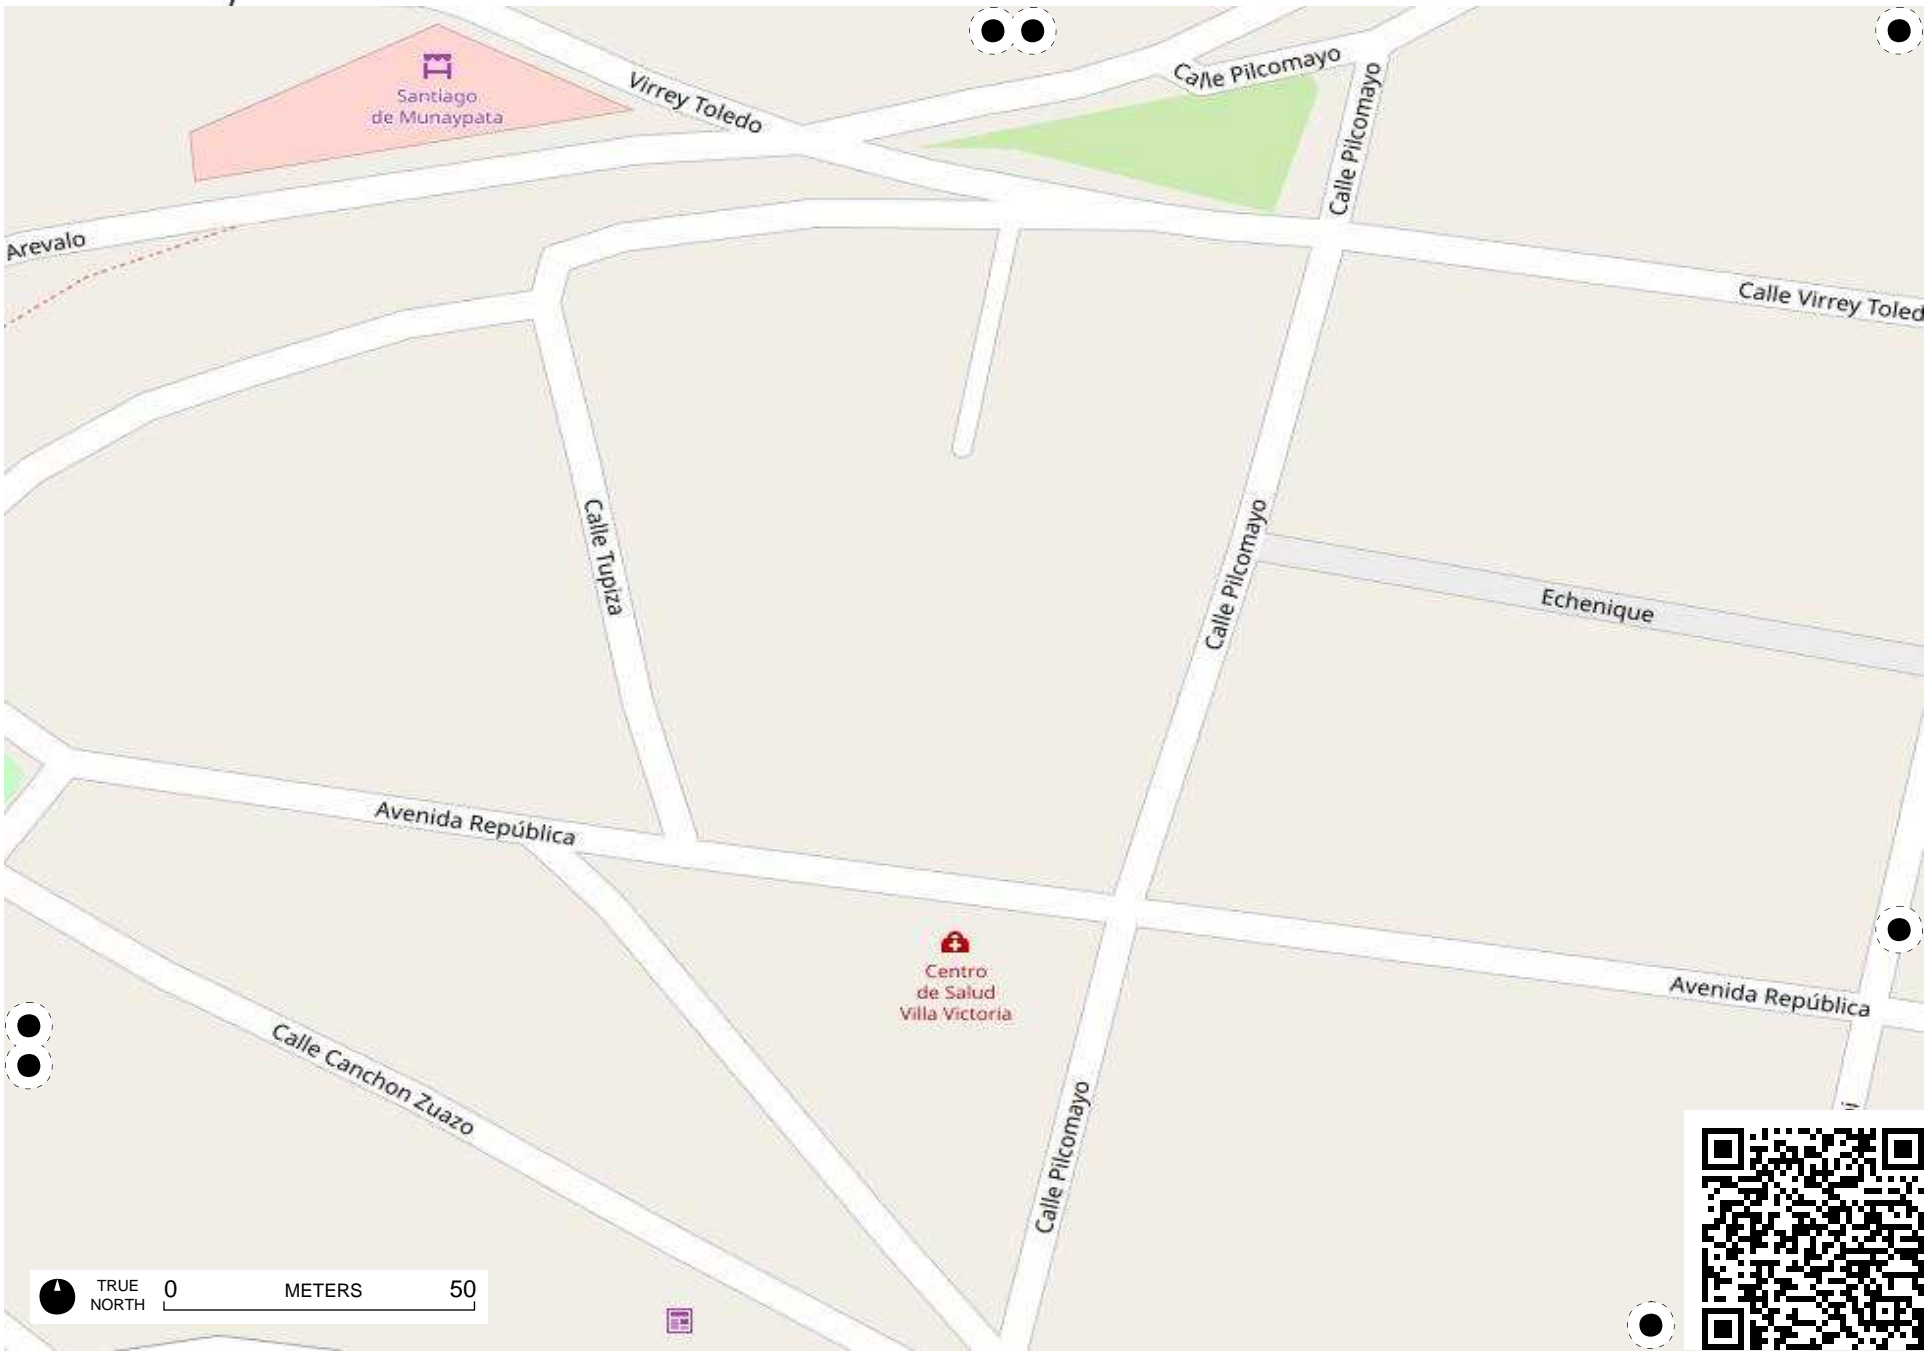 Calle Pilcomayo
Virrey Toledo
Santiago
de Munaypata
Calle Pilcomayo
Arevalo
Calle Virrey Toled
Calle Tupiza
Calle Pilcomayo
Echenique
Avenida República
Centro
de Salud
Villa Victoria
Avenida República
Calle Canchon Zuazo
Calle Pilcomayo
TRUE
NORTH
0 METERS 50